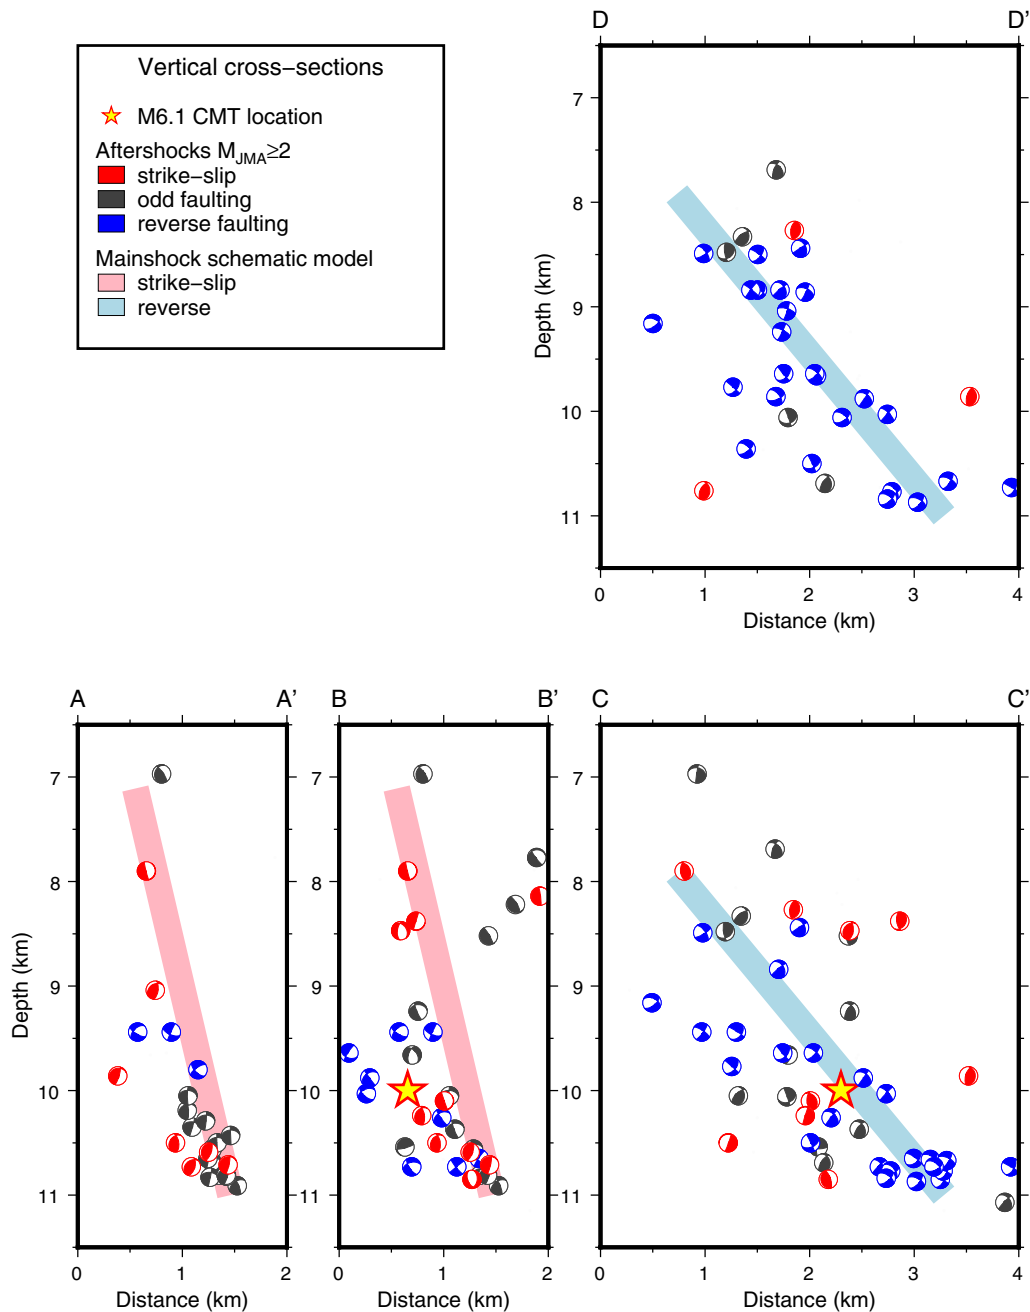 Vertical cross−sections
M6.1 CMT location
Aftershocks MJMA≥2
strike−slip
odd faulting
reverse faulting
Mainshock schematic model
strike−slip
reverse
D D'
7
8
9
10
11
Depth (km)
0 1 2 3 4
Distance (km)
A A'
7
8
9
10
11
Depth (km)
0 1 2
Distance (km)
B B'
7
8
9
10
11
0 1 2
Distance (km)
C C'
7
8
9
10
11
0 1 2 3 4
Distance (km)